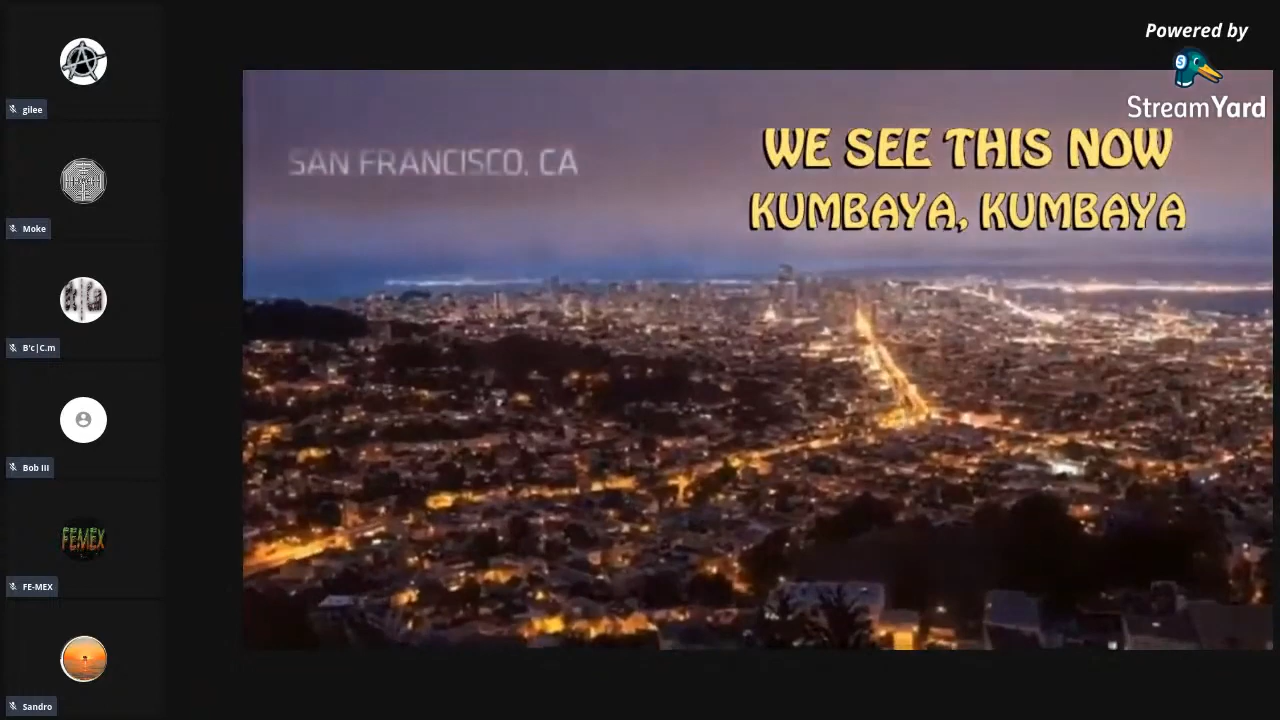 Powered by
StreamYard
gilee
Moke
B'c|C.m
Bob III
FEMEX
FE-MEX
Sandro
SAN FRANCISCO, CA
WE SEE THIS NOW
KUMBAYA, KUMBAYA